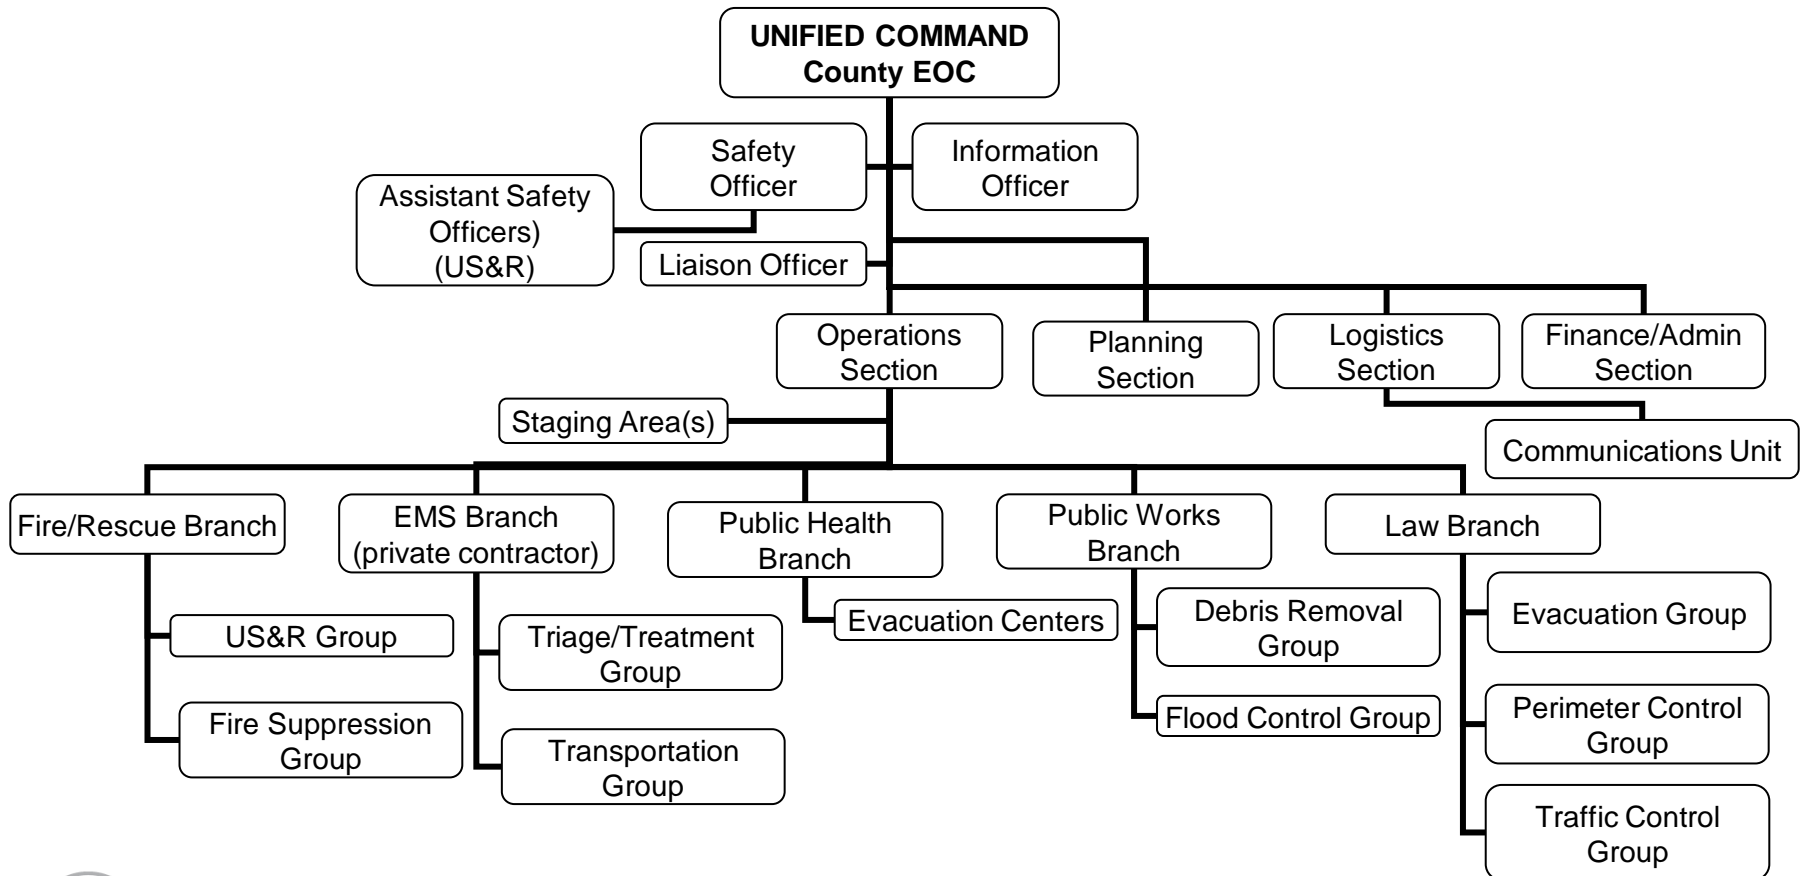 UNIFIED COMMAND
County EOC
Safety
Officer
Information
Officer
Assistant Safety
Officers)
(US&R)
Liaison Officer
Operations
Section
Planning
Section
Logistics
Section
Finance/Admin
Section
Staging Area(s)
Communications Unit
Fire/Rescue Branch
EMS Branch
(private contractor)
Public Health
Branch
Public Works
Branch
Law Branch
US&R Group
Fire Suppression
Group
Triage/Treatment
Group
Transportation
Group
Evacuation Centers
Debris Removal
Group
Flood Control Group
Evacuation Group
Perimeter Control
Group
Traffic Control
Group